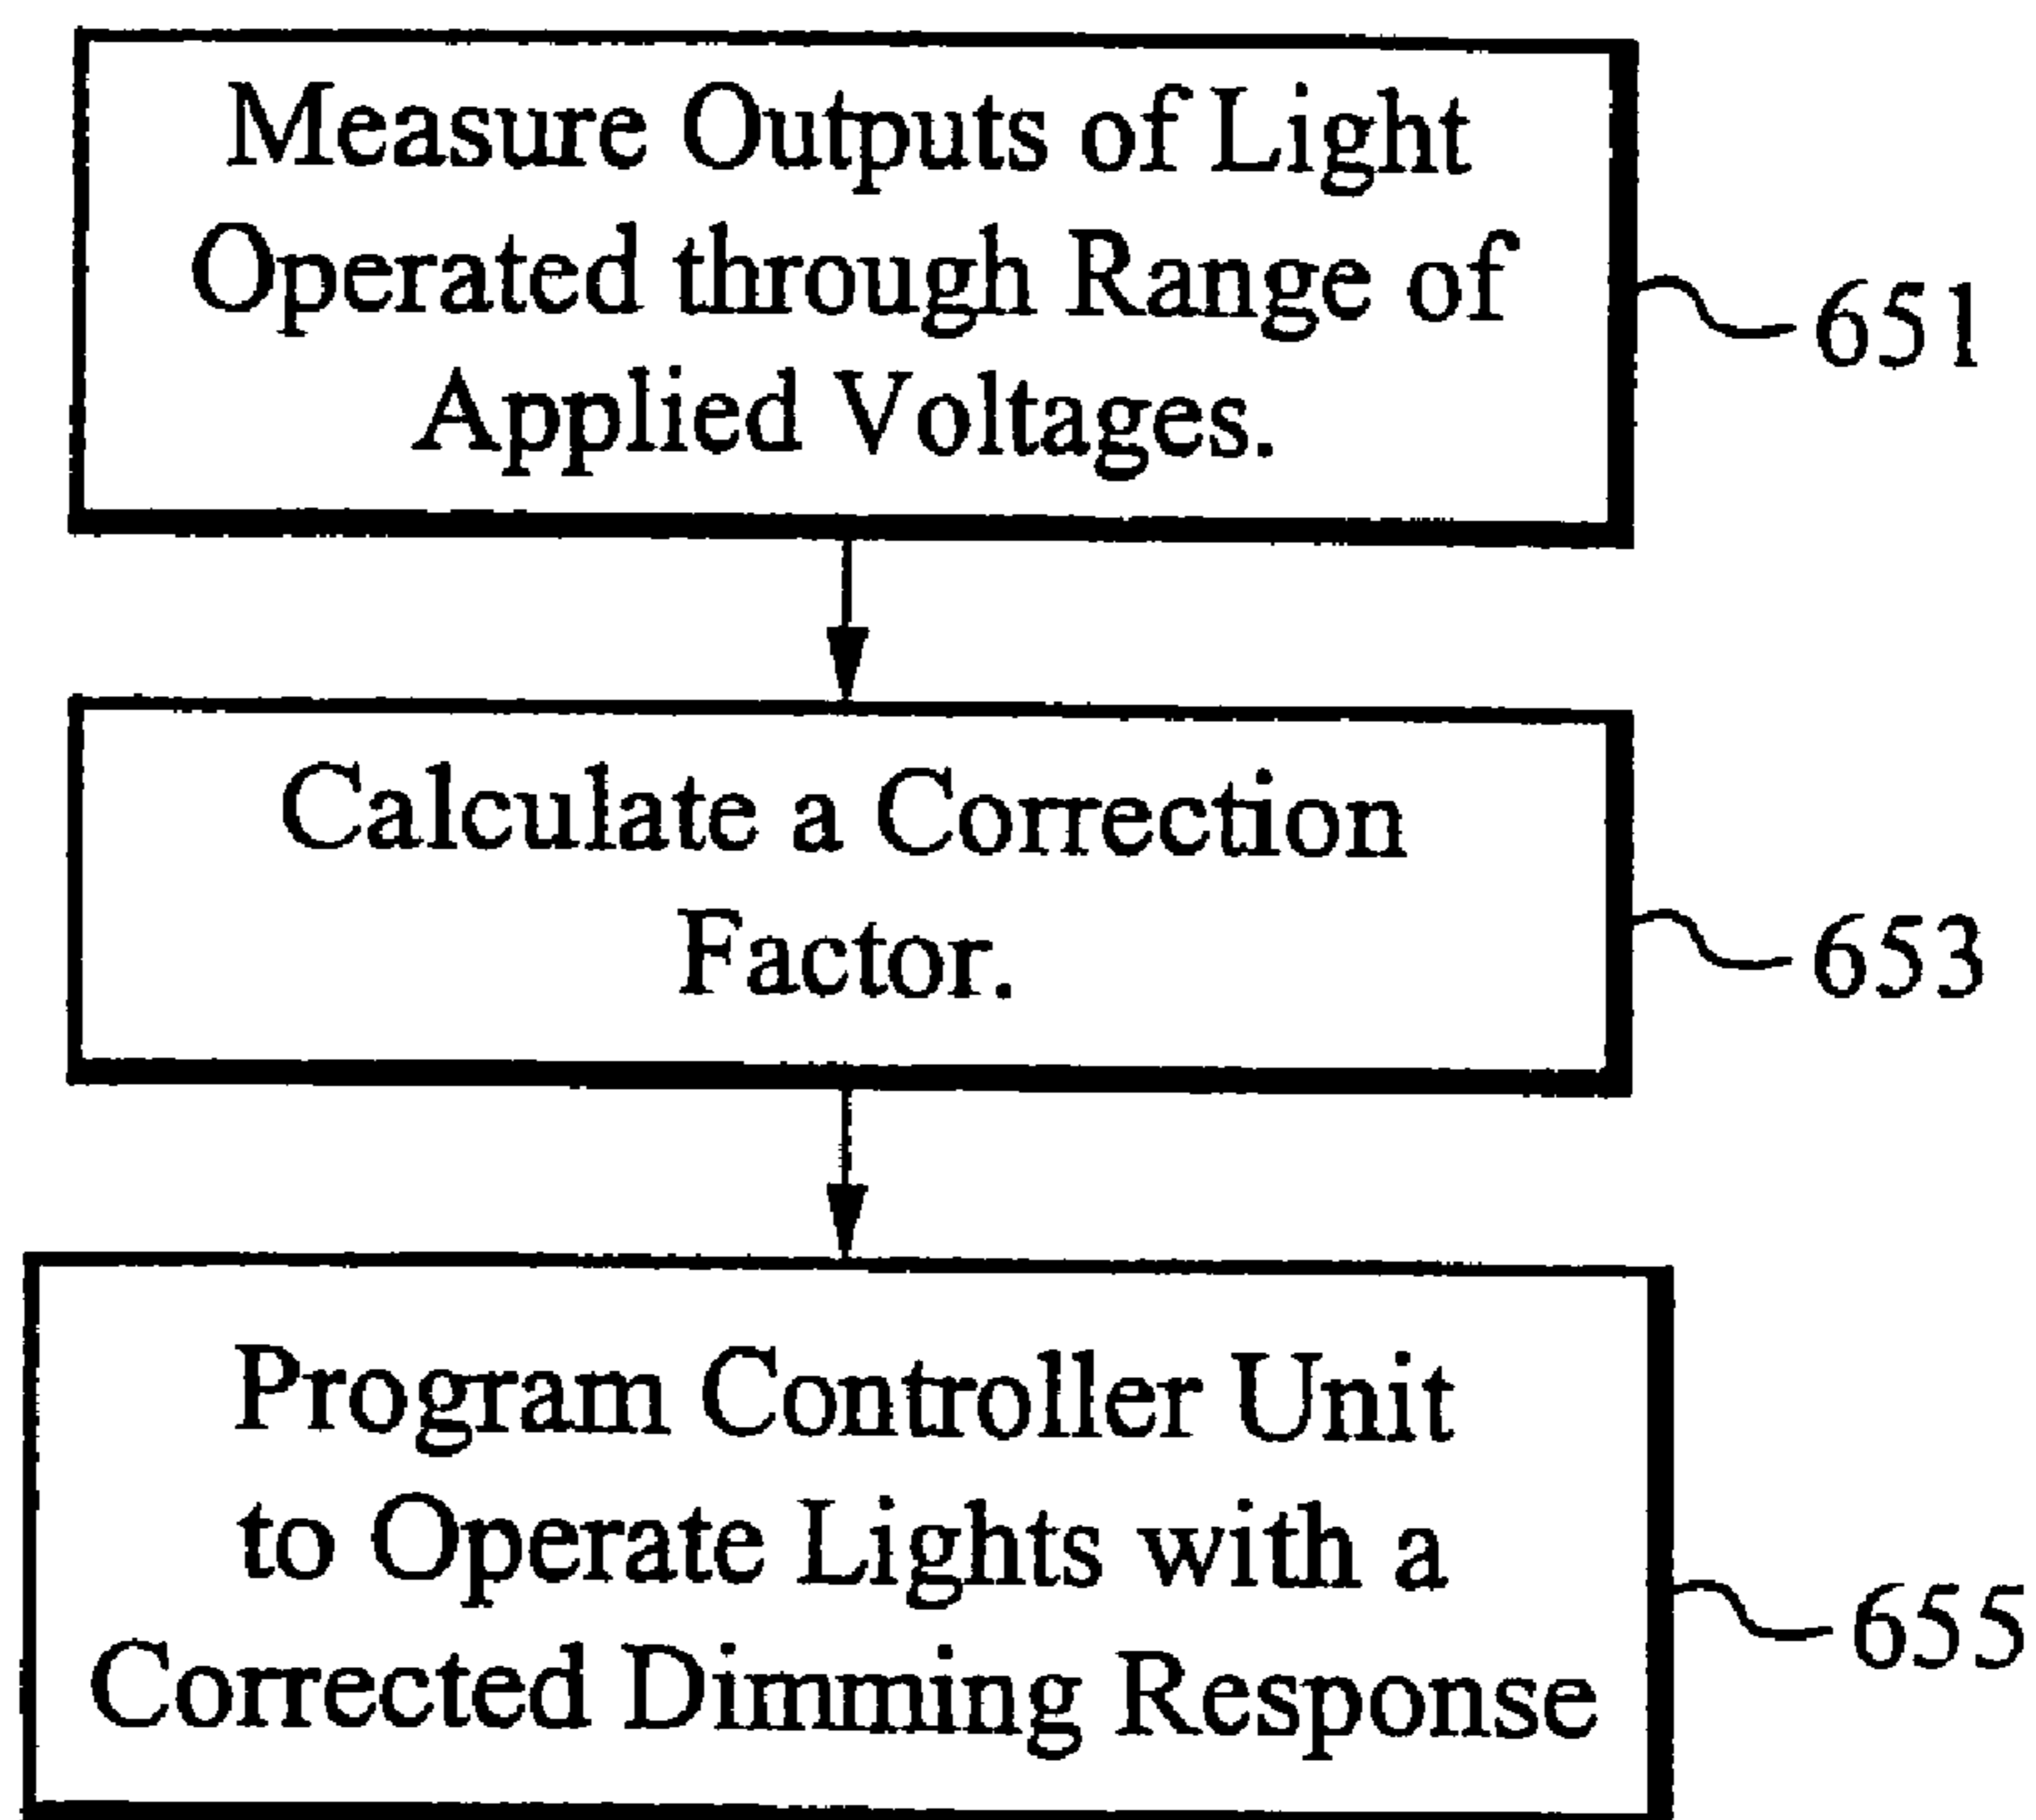 Measure Outputs of Light
Operated through Range of
Applied Voltages.
651
Calculate a Correction
Factor.
653
Program Controller Unit
to Operate Lights with a
Corrected Dimming Response
655